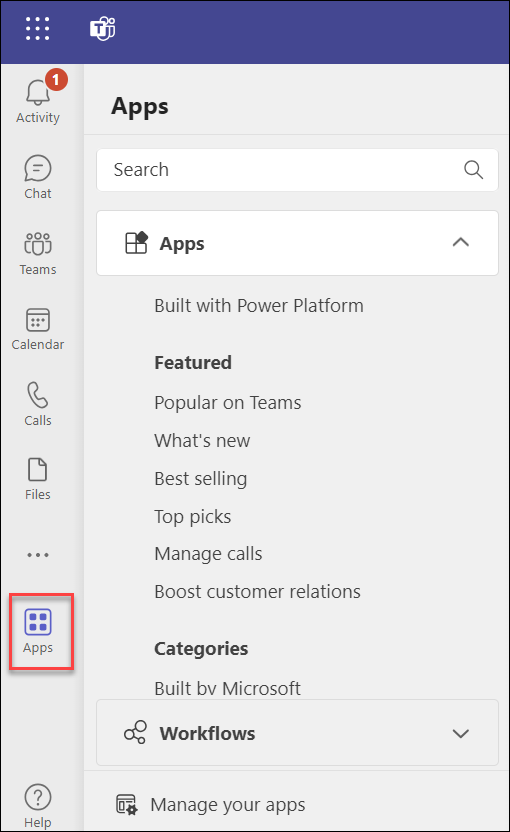 1
Activity
Chat
Teams
Calendar
Calls
Files
Apps
Help
Apps
Search
Apps
Built with Power Platform
Featured
Popular on Teams
What's new
Best selling
Top picks
Manage calls
Boost customer relations
Categories
Built by Microsoft
Workflows
Manage your apps